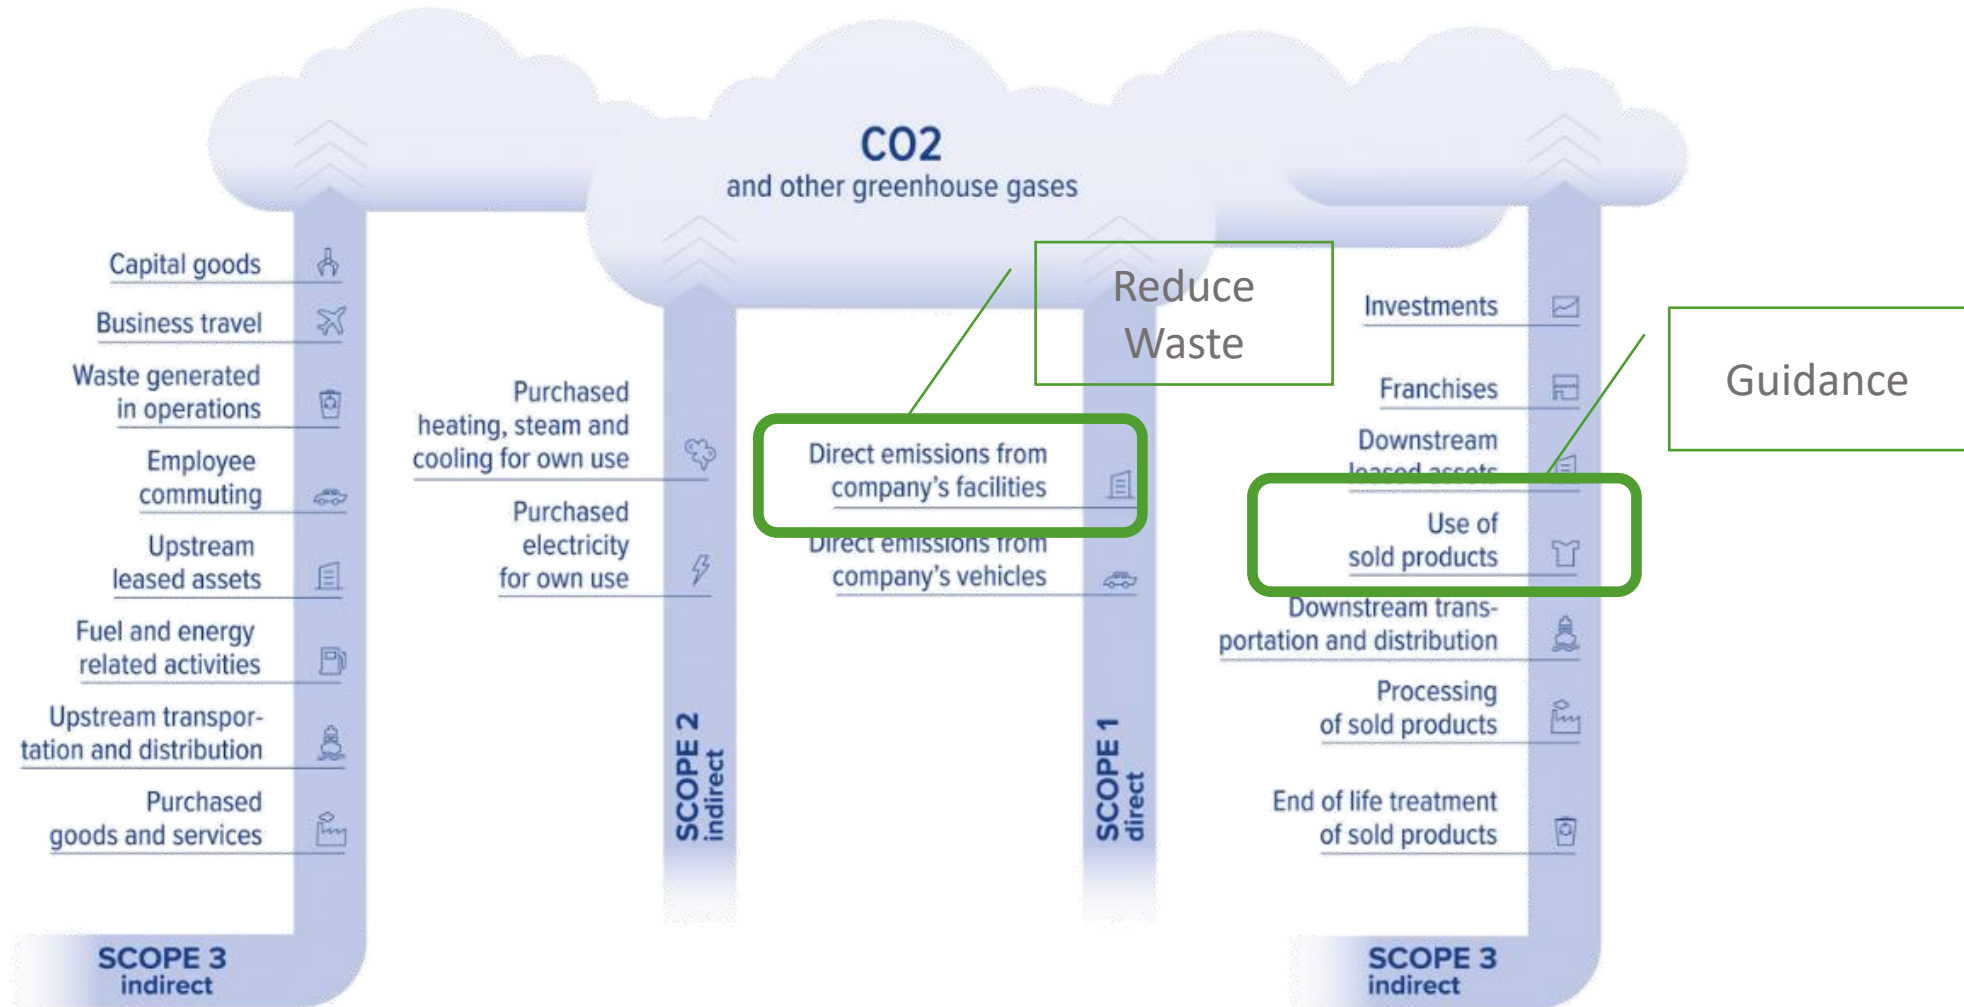 CO2
and other greenhouse gases
Capital goods
Business travel
Waste generated
in operations
Employee
commuting
Upstream
leased assets
Fuel and energy
related activities
Upstream transpor-
tation and distribution
Purchased
goods and services
SCOPE 3
indirect
Purchased
heating, steam and
cooling for own use
Purchased
electricity
for own use
SCOPE 2
indirect
Reduce
Waste
Direct emissions from
company's facilities
Direct emissions from
company's vehicles
SCOPE 1
direct
Investments
Franchises
Downstream
leased assets
Use of
sold products
Downstream trans-
portation and distribution
Processing
of sold products
End of life treatment
of sold products
SCOPE 3
indirect
Guidance